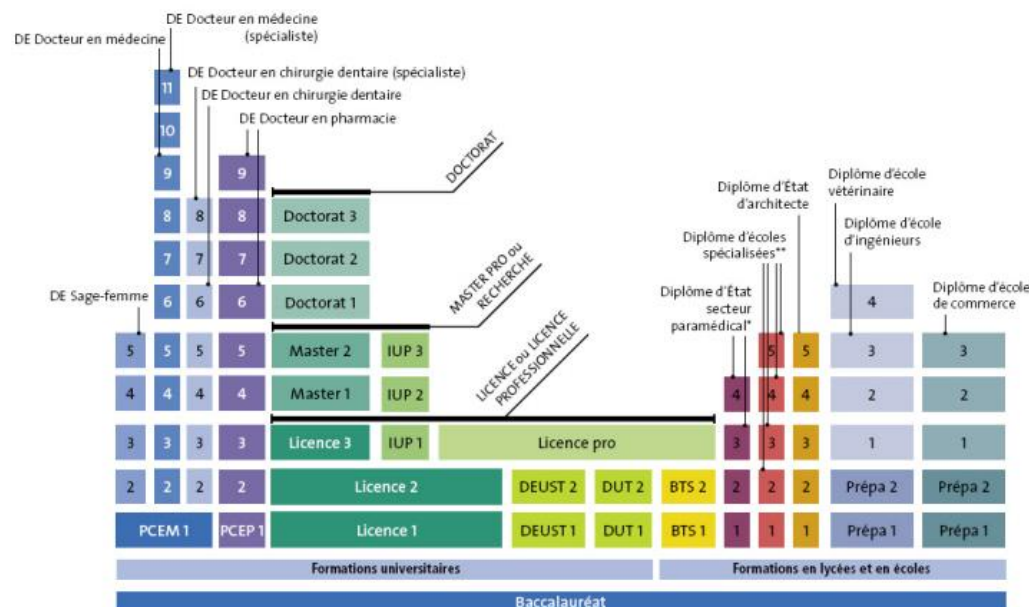 DE Docteur en médecine
(spécialiste)
DE Docteur en médecine
DE Docteur en chirurgie dentaire (spécialiste)
DE Docteur en chirurgie dentaire
DE Docteur en pharmacie
DOCTORAT
MASTER PRO ou
RECHERCHE
LICENCE ou LICENCE
PROFESSIONNELLE
DE Sage-femme
Diplôme d'État
secteur
paramédical*
Diplôme d'écoles
spécialisées**
Diplôme d'État
d'architecte
Diplôme d'école
vétérinaire
Diplôme d'école
d'ingénieurs
Diplôme d'école
de commerce
11
10
9 9
8 8 8 Doctorat 3
7 7 7 Doctorat 2
6 6 6 Doctorat 1 4
5 5 5 5 Master 2 IUP 3 5 5 3 3
4 4 4 4 Master 1 IUP 2 4 4 4 2 2
3 3 3 3 Licence 3 IUP 1 Licence pro 3 3 3 1 1
2 2 2 2 Licence 2 DEUST 2 DUT 2 BTS 2 2 2 2 Prépa 2 Prépa 2
PCEM 1 PCEP 1 Licence 1 DEUST 1 DUT 1 BTS 1 1 1 1 Prépa 1 Prépa 1
Formations universitaires Formations en lycées et en écoles
Baccalauréat